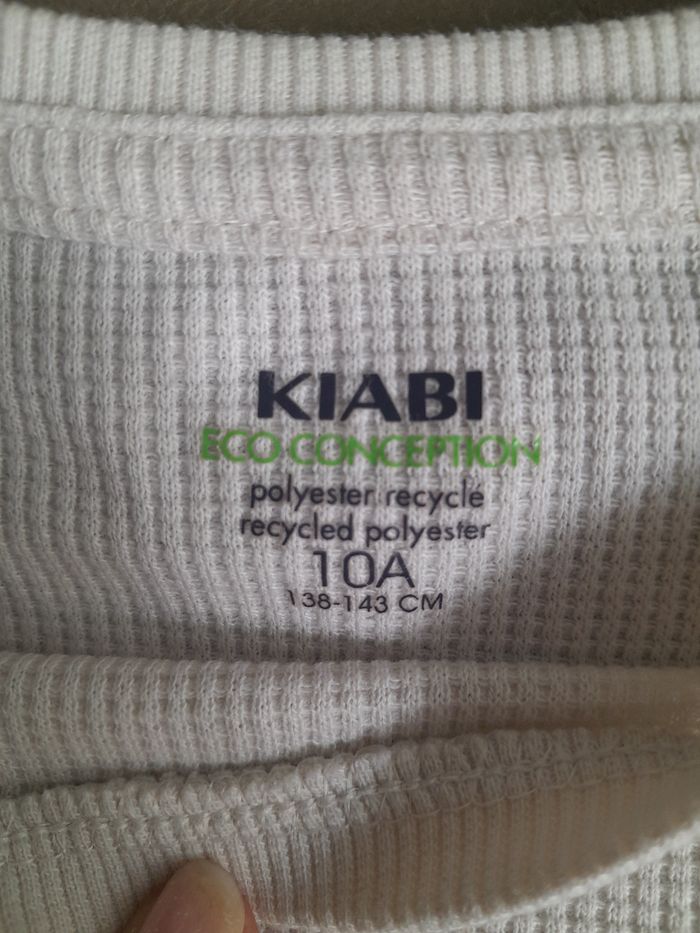 KIABI
ECO CONCEPTION
polyester recyclé
recycled polyester
10A
138-143 CM